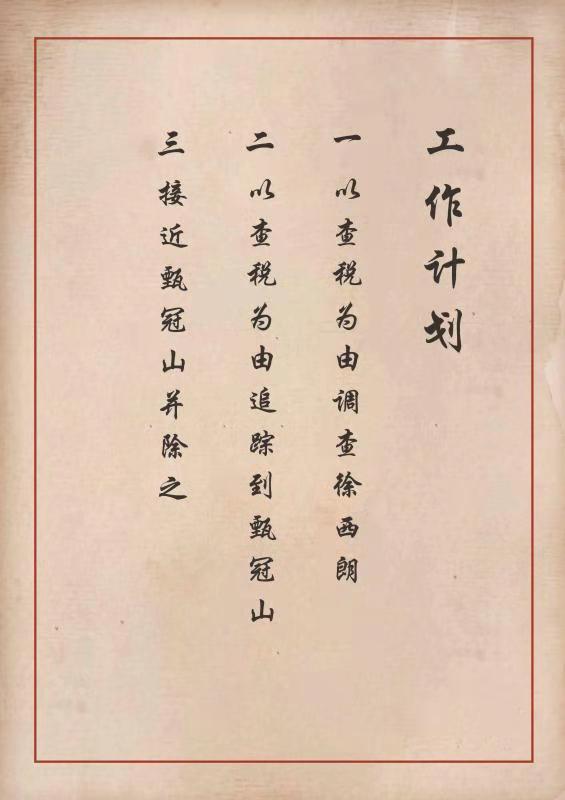 工作计划
一以查税为由调查徐西朗
二以查税为由追踪到甄冠山
三接近甄冠山并除之